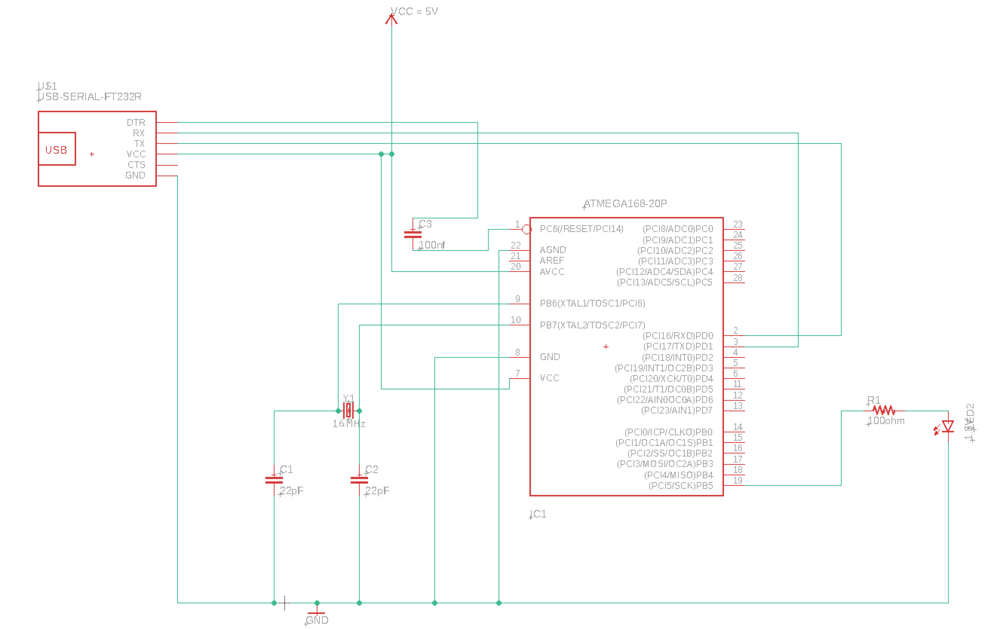 VCC = 5V
U$1
USB-SERIAL-FT232R
USB
DTR
RX
TX
VCC
CTS
GND
C3
100nf
ATMEGA168-20P
1
22
21
20
9
10
8
7
PC6(/RESET/PCI14)
AGND
AREF
AVCC
PB6(XTAL1/TOSC1/PCI6)
PB7(XTAL2/TOSC2/PCI7)
GND
VCC
(PCI8/ADC0)PC0 23
(PCI9/ADC1)PC1 24
(PCI10/ADC2)PC2 25
(PCI11/ADC3)PC3 26
(PCI12/ADC4/SDA)PC4 27
(PCI13/ADC5/SCL)PC5 28
(PCI16/RXD)PD0 2
(PCI17/TXD)PD1 3
(PCI18/INT0)PD2 4
(PCI19/INT1/OC2B)PD3 5
(PCI20/XCK/T0)PD4 6
(PCI21/T1/OC0B)PD5 11
(PCI22/AIN0OC0A)PD6 12
(PCI23/AIN1)PD7 13
(PCI0/ICP/CLKO)PB0 14
(PCI1/OC1A/OC1S)PB1 15
(PCI2/SS/OC1B)PB2 16
(PCI3/MOSI/OC2A)PB3 17
(PCI4/MISO)PB4 18
(PCI5/SCK)PB5 19
IC1
Y1
16MHz
C1
22pF
C2
22pF
R1
100ohm
LED2
1.8V
GND